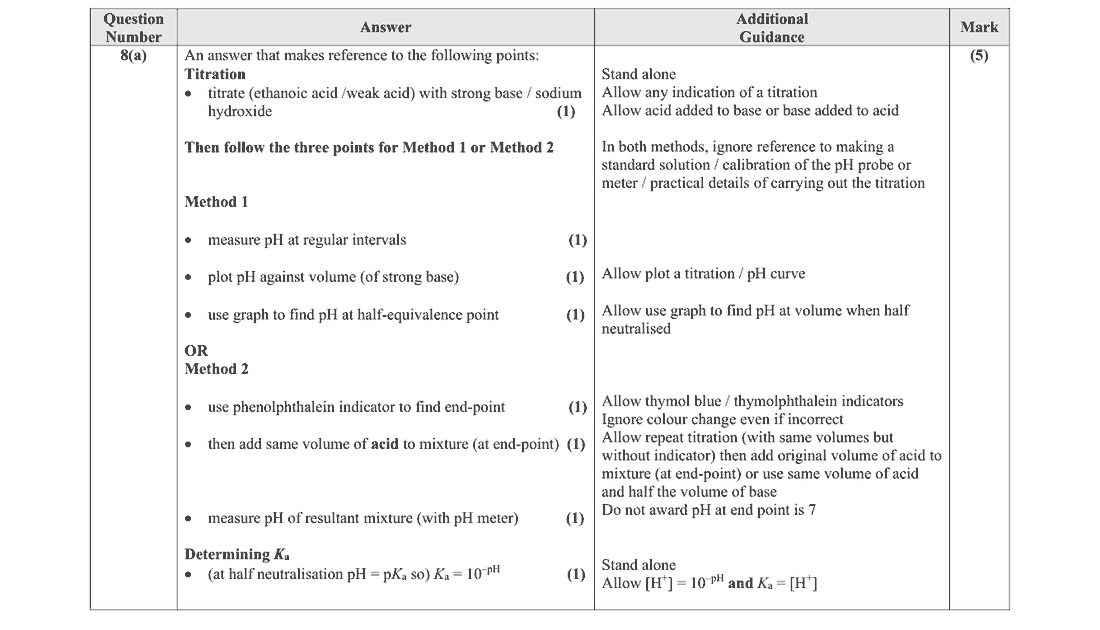 Question Number
Answer
Additional Guidance
Mark
8(a)
An answer that makes reference to the following points:
Titration
• titrate (ethanoic acid /weak acid) with strong base / sodium
hydroxide (1)
Then follow the three points for Method 1 or Method 2
Method 1
• measure pH at regular intervals (1)
• plot pH against volume (of strong base) (1)
• use graph to find pH at half-equivalence point (1)
OR
Method 2
• use phenolphthalein indicator to find end-point (1)
• then add same volume of acid to mixture (at end-point) (1)
• measure pH of resultant mixture (with pH meter) (1)
Determining Kₐ
• (at half neutralisation pH = pKₐ so) Kₐ = 10⁻ᵖᴴ (1)
Stand alone
Allow any indication of a titration
Allow acid added to base or base added to acid
In both methods, ignore reference to making a
standard solution / calibration of the pH probe or
meter / practical details of carrying out the titration
Allow plot a titration / pH curve
Allow use graph to find pH at volume when half
neutralised
Allow thymol blue / thymolphthalein indicators
Ignore colour change even if incorrect
Allow repeat titration (with same volumes but
without indicator) then add original volume of acid to
mixture (at end-point) or use same volume of acid
and half the volume of base
Do not award pH at end point is 7
Stand alone
Allow [H⁺] = 10⁻ᵖᴴ and Kₐ = [H⁺]
(5)